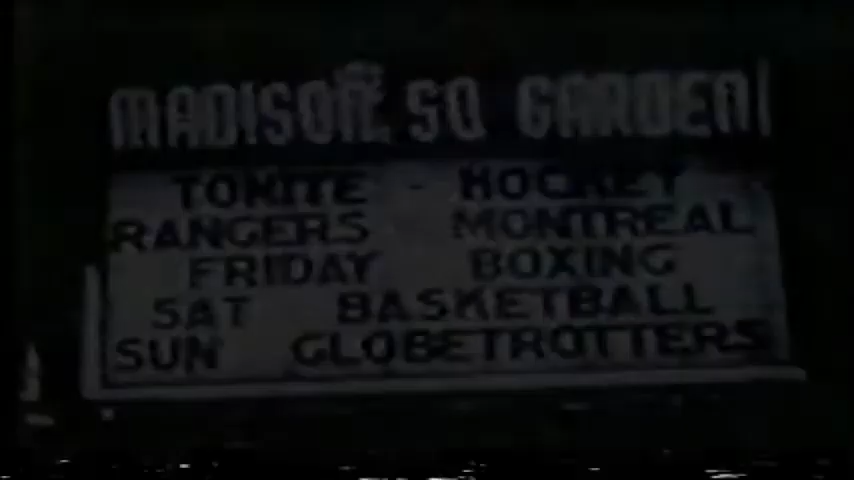 MADISON SQ GARDEN
TONITE - HOCKEY
RANGERS MONTREAL
FRIDAY BOXING
SAT BASKETBALL
SUN GLOBETROTTERS